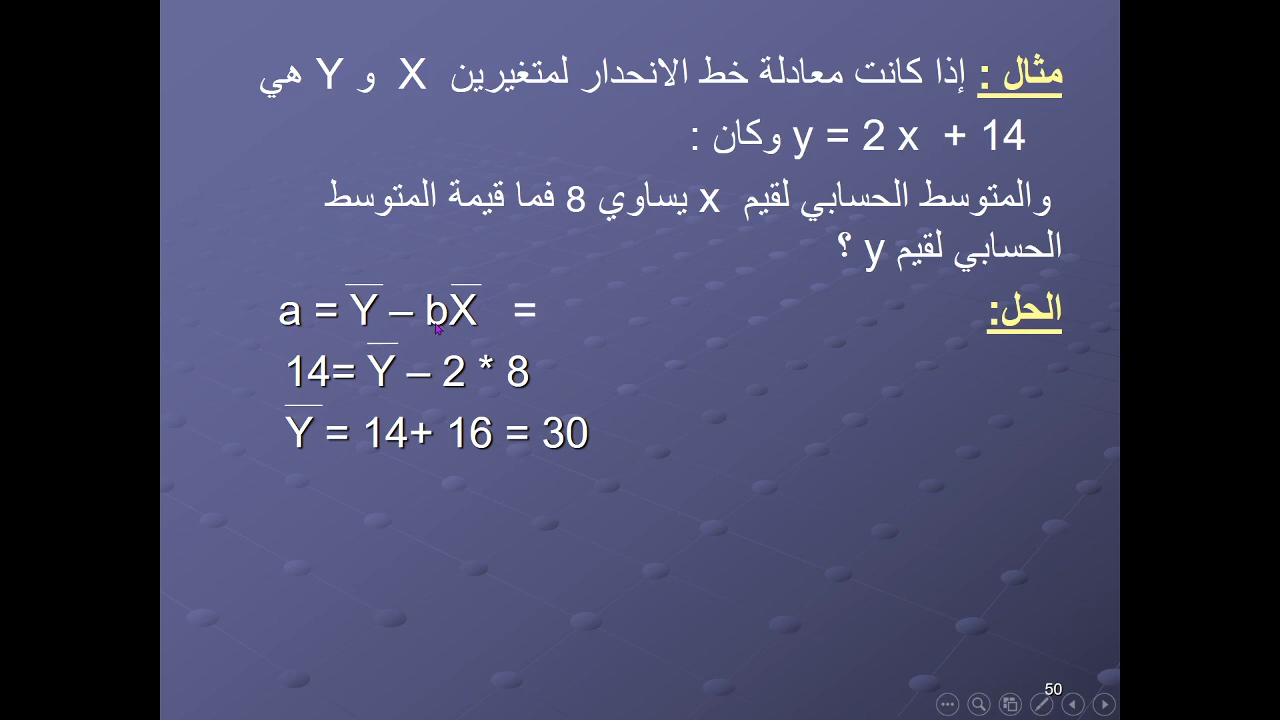 مثال : إذا كانت معادلة خط الانحدار لمتغيرين X و Y هي
y = 2 x + 14 وكان :
والمتوسط الحسابي لقيم x يساوي 8 فما قيمة المتوسط
الحسابي لقيم y ؟
الحل:
a = Y̅ – bX̅ =
14= Y̅ – 2 * 8
Y̅ = 14+ 16 = 30
50